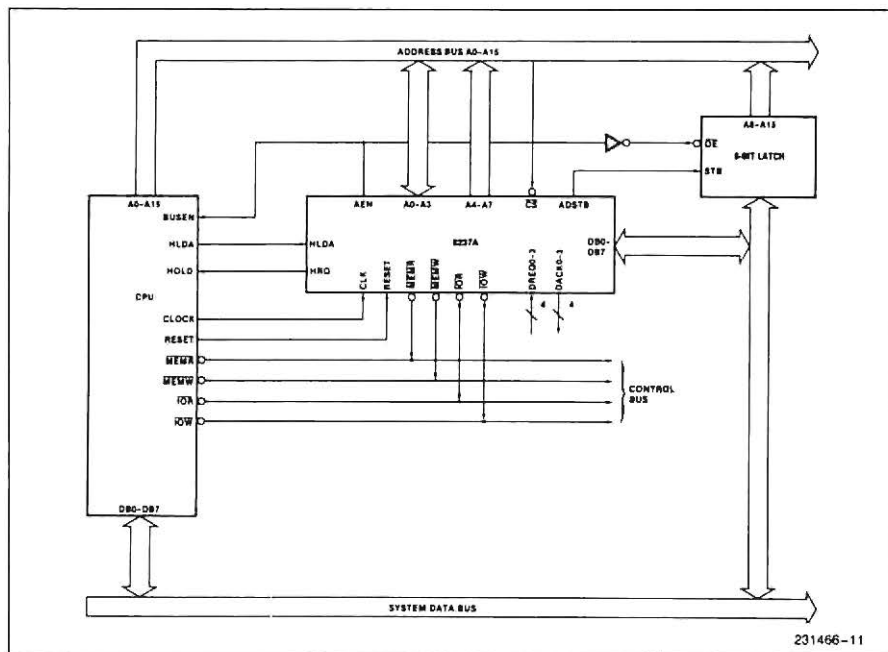 ADDRESS BUS A0-A15
A8-A15
OE
8-BIT LATCH
STB
A0-A15
BUSEN
AEN
A0-A3
A4-A7
CS
ADSTB
HLDA
HLDA
8237A
DB0-
DB7
HOLD
HRQ
CLK
RESET
MEMR
MEMW
IOR
IOW
DREQ0-3
DACK0-3
4
4
CPU
CLOCK
RESET
MEMR
MEMW
IOR
IOW
CONTROL
BUS
DB0-DB7
SYSTEM DATA BUS
231466-11